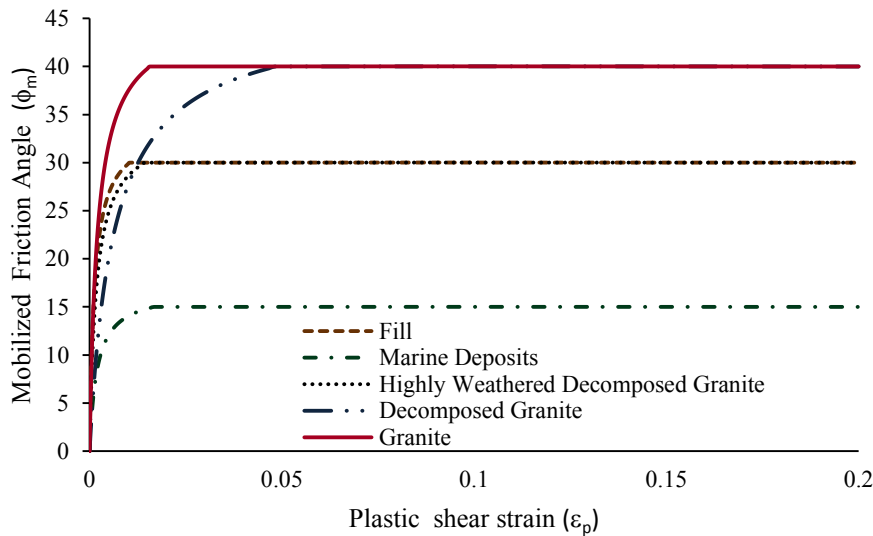 Mobilized Friction Angle (ϕm)
45
40
35
30
25
20
15
10
5
0
Fill
Marine Deposits
Highly Weathered Decomposed Granite
Decomposed Granite
Granite
0 0.05 0.1 0.15 0.2
Plastic shear strain (εp)